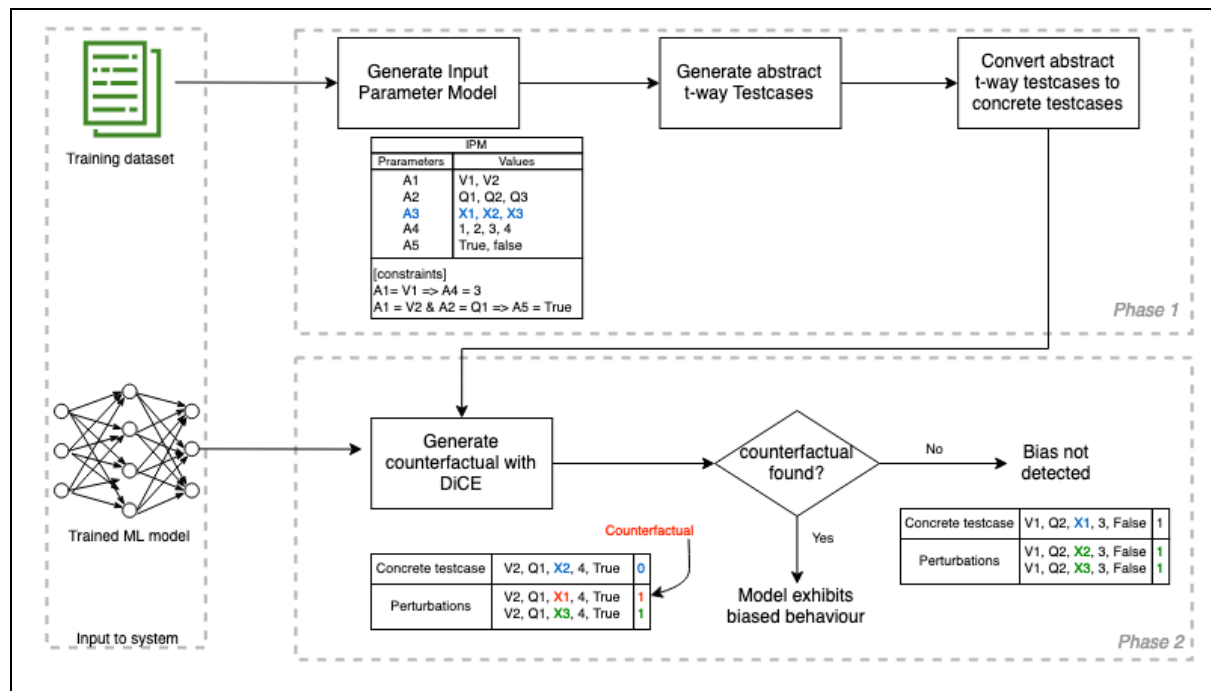 Training dataset
Generate Input
Parameter Model
Generate abstract
t-way Testcases
Convert abstract
t-way testcases to
concrete testcases
IPM
Prarameters Values
A1 V1, V2
A2 Q1, Q2, Q3
A3 X1, X2, X3
A4 1, 2, 3, 4
A5 True, false
[constraints]
A1= V1 => A4 = 3
A1 = V2 & A2 = Q1 => A5 = True
Phase 1
Trained ML model
Input to system
Generate
counterfactual with
DiCE
counterfactual
found?
No
Bias not
detected
Yes
Model exhibits
biased behaviour
Counterfactual
Concrete testcase V2, Q1, X2, 4, True 0
Perturbations
V2, Q1, X1, 4, True 1
V2, Q1, X3, 4, True 1
Concrete testcase V1, Q2, X1, 3, False 1
Perturbations
V1, Q2, X2, 3, False 1
V1, Q2, X3, 3, False 1
Phase 2